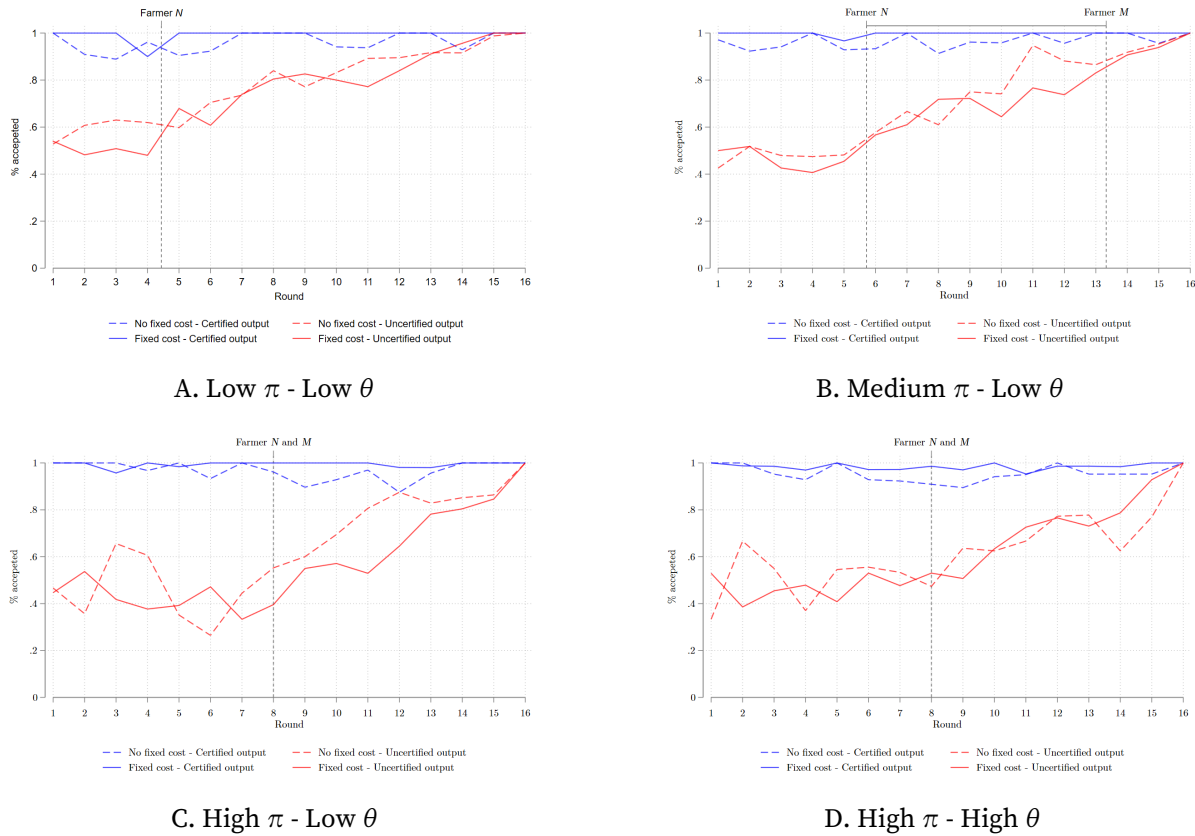 Farmer N
% accepeted
1
.8
.6
.4
.2
0
1 2 3 4 5 6 7 8 9 10 11 12 13 14 15 16
Round
No fixed cost - Certified output No fixed cost - Uncertified output
Fixed cost - Certified output Fixed cost - Uncertified output
A. Low π - Low θ
Farmer N Farmer M
% accepeted
1
.8
.6
.4
.2
0
1 2 3 4 5 6 7 8 9 10 11 12 13 14 15 16
Round
No fixed cost - Certified output No fixed cost - Uncertified output
Fixed cost - Certified output Fixed cost - Uncertified output
B. Medium π - Low θ
Farmer N and M
% accepeted
1
.8
.6
.4
.2
0
1 2 3 4 5 6 7 8 9 10 11 12 13 14 15 16
Round
No fixed cost - Certified output No fixed cost - Uncertified output
Fixed cost - Certified output Fixed cost - Uncertified output
C. High π - Low θ
Farmer N and M
% accepeted
1
.8
.6
.4
.2
0
1 2 3 4 5 6 7 8 9 10 11 12 13 14 15 16
Round
No fixed cost - Certified output No fixed cost - Uncertified output
Fixed cost - Certified output Fixed cost - Uncertified output
D. High π - High θ